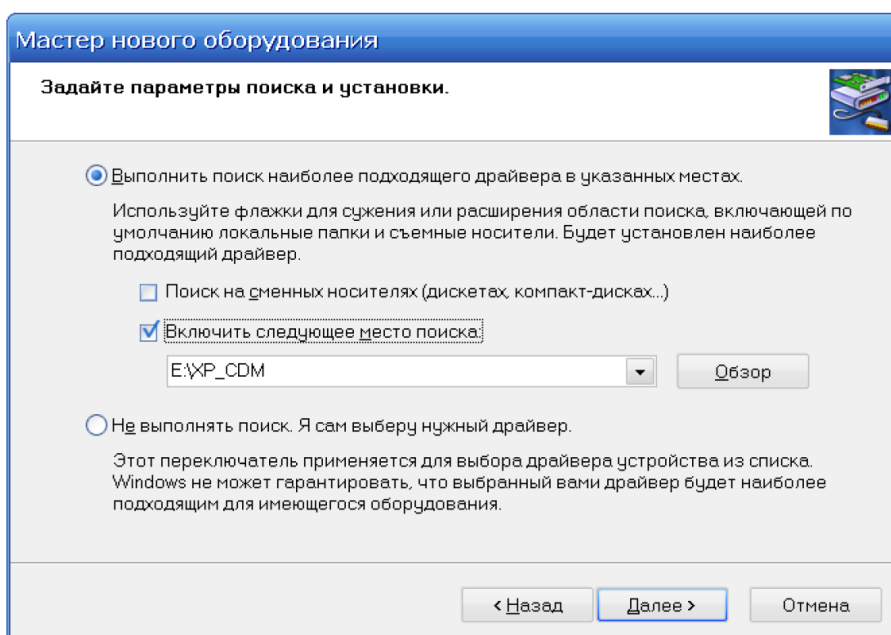 Мастер нового оборудования
Задайте параметры поиска и установки.
Выполнить поиск наиболее подходящего драйвера в указанных местах.
Используйте флажки для сужения или расширения области поиска, включающей по
умолчанию локальные папки и съемные носители. Будет установлен наиболее
подходящий драйвер.
Поиск на сменных носителях (дискетах, компакт-дисках...)
Включить следующее место поиска:
E:\XP_CDM
Обзор
Не выполнять поиск. Я сам выберу нужный драйвер.
Этот переключатель применяется для выбора драйвера устройства из списка.
Windows не может гарантировать, что выбранный вами драйвер будет наиболее
подходящим для имеющегося оборудования.
< Назад Далее > Отмена